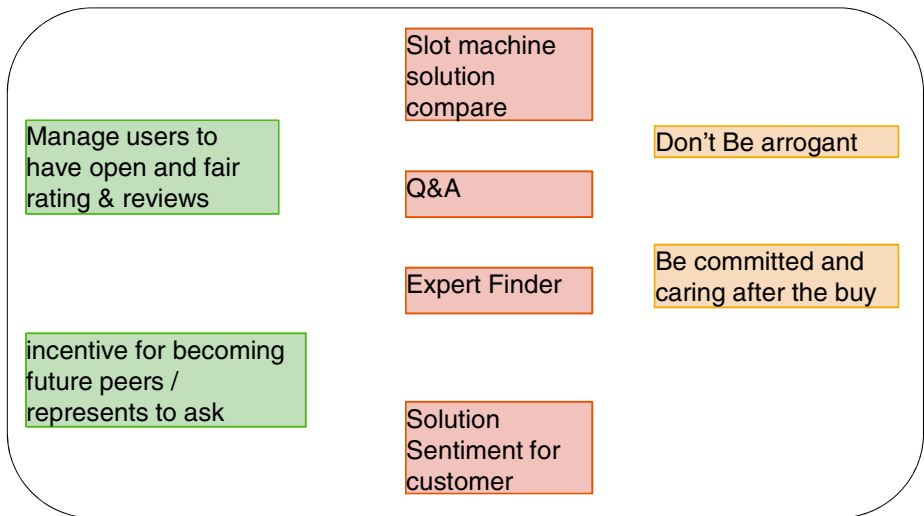 Manage users to
have open and fair
rating & reviews
incentive for becoming
future peers /
represents to ask
Slot machine
solution
compare
Q&A
Expert Finder
Solution
Sentiment for
customer
Don't Be arrogant
Be committed and
caring after the buy